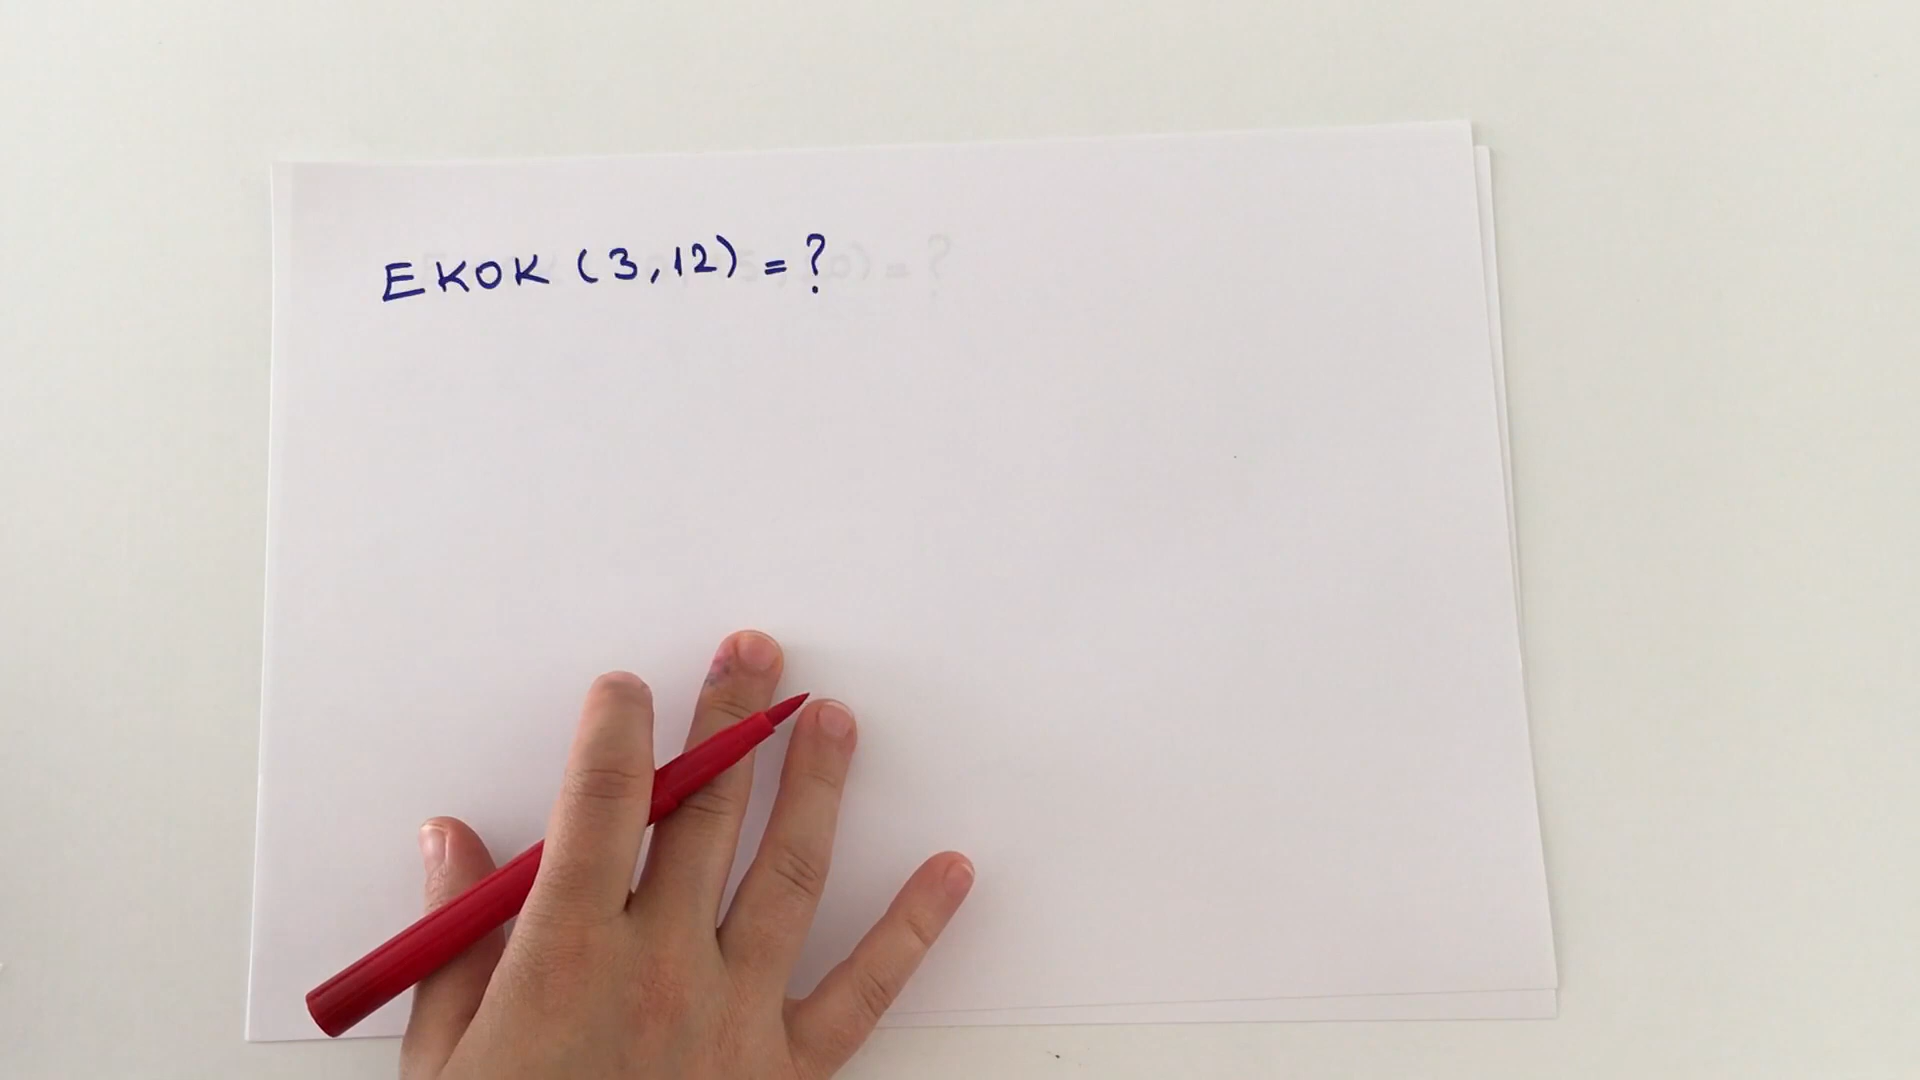 EKOK (3,12) = ?